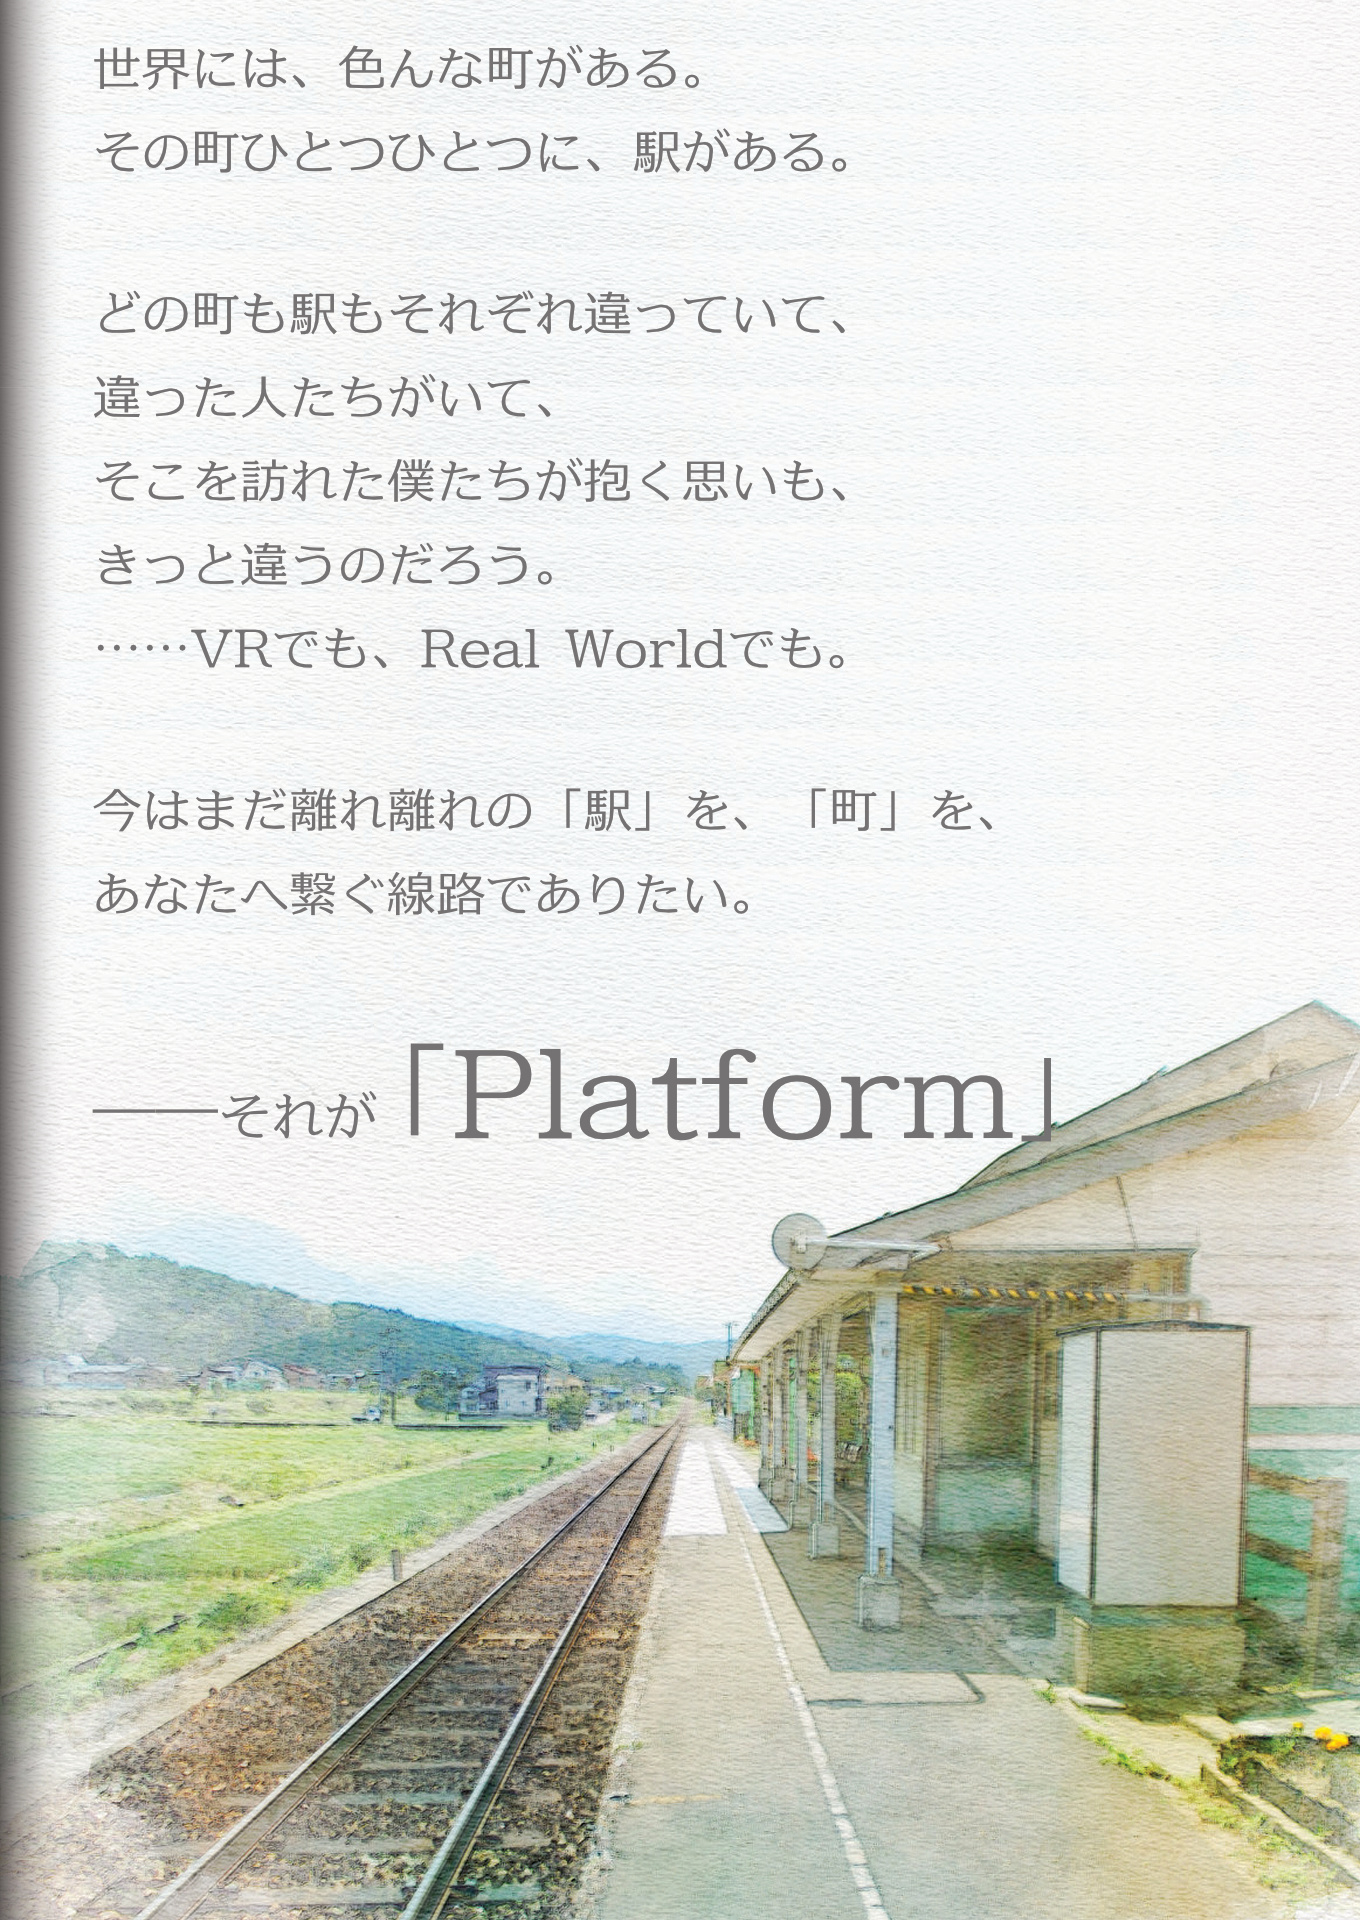 世界には、色んな町がある。
その町ひとつひとつに、駅がある。
どの町も駅もそれぞれ違っていて、
違った人たちがいて、
そこを訪れた僕たちが抱く思いも、
きっと違うのだろう。
……VRでも、Real Worldでも。
今はまだ離れ離れの「駅」を、「町」を、
あなたへ繋ぐ線路でありたい。
――それが「Platform」